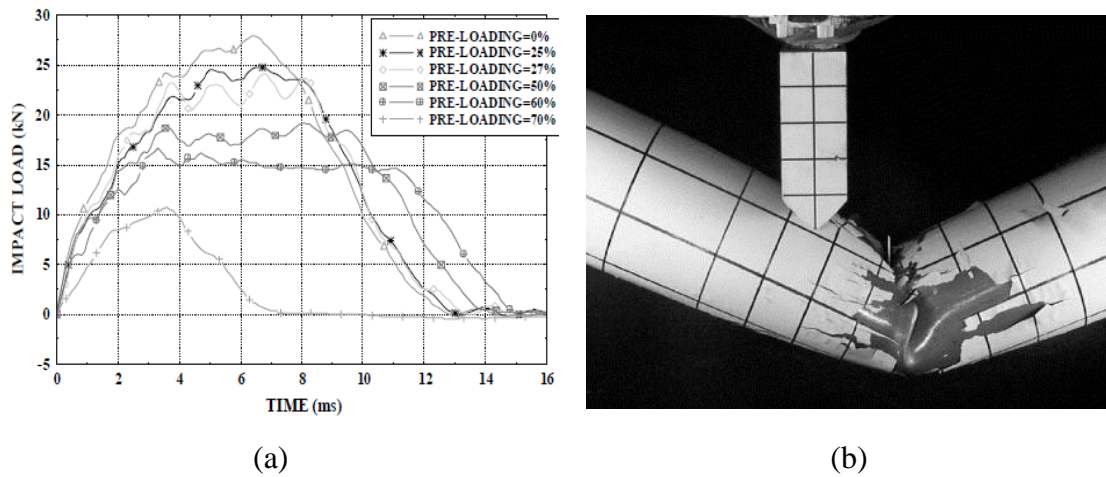 30
25
20
15
10
5
0
-5
IMPACT LOAD (kN)
PRE-LOADING=0%
PRE-LOADING=25%
PRE-LOADING=27%
PRE-LOADING=50%
PRE-LOADING=60%
PRE-LOADING=70%
0 2 4 6 8 10 12 14 16
TIME (ms)
(a) (b)